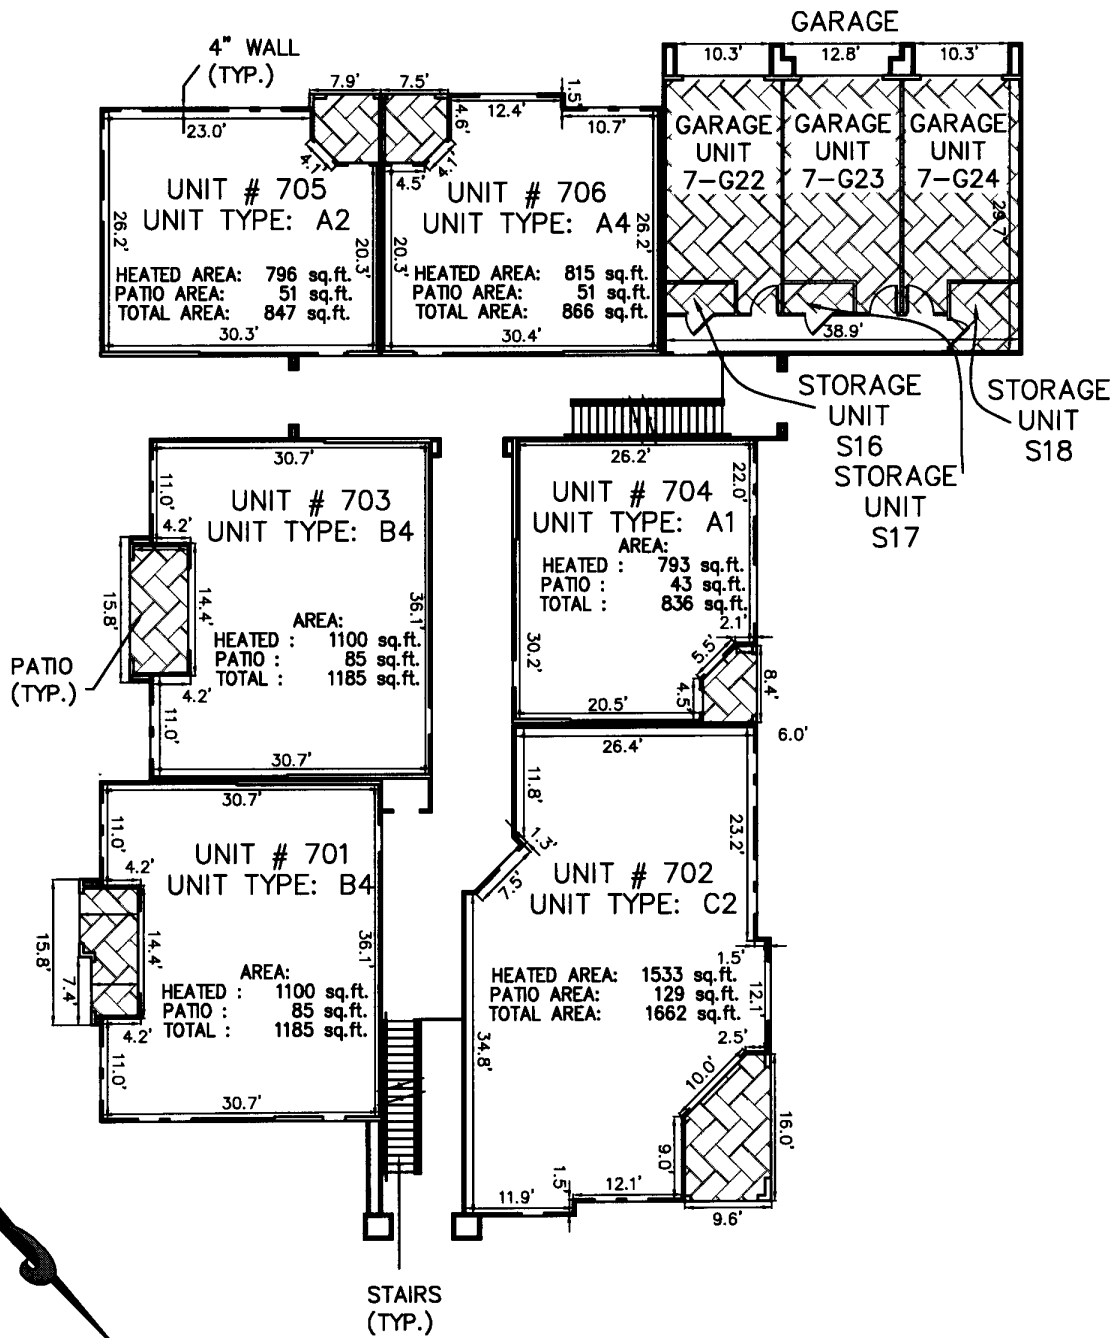 GARAGE
4" WALL
(TYP.)
10.3'
12.8'
10.3'
7.9'
7.5'
1.5'
23.0'
12.4'
4.6'
10.7'
4.1'
4.1'
4.5'
GARAGE
UNIT
7-G22
GARAGE
UNIT
7-G23
GARAGE
UNIT
7-G24
29.7'
UNIT # 705
UNIT TYPE: A2
26.2'
20.3'
HEATED AREA: 796 sq.ft.
PATIO AREA: 51 sq.ft.
TOTAL AREA: 847 sq.ft.
30.3'
UNIT # 706
UNIT TYPE: A4
20.3'
26.2'
HEATED AREA: 815 sq.ft.
PATIO AREA: 51 sq.ft.
TOTAL AREA: 866 sq.ft.
30.4'
38.9'
STORAGE
UNIT
S16
STORAGE
UNIT
S17
STORAGE
UNIT
S18
30.7'
11.0'
UNIT # 703
UNIT TYPE: B4
4.2'
15.8'
14.4'
36.1'
AREA:
HEATED : 1100 sq.ft.
PATIO : 85 sq.ft.
TOTAL : 1185 sq.ft.
PATIO
(TYP.)
4.2'
11.0'
30.7'
26.2'
22.0'
UNIT # 704
UNIT TYPE: A1
AREA:
HEATED : 793 sq.ft.
PATIO : 43 sq.ft.
TOTAL : 836 sq.ft.
2.1'
30.2'
5.5'
8.4'
4.5'
20.5'
6.0'
30.7'
11.0'
UNIT # 701
UNIT TYPE: B4
4.2'
15.8'
7.4'
14.4'
36.1'
AREA:
HEATED : 1100 sq.ft.
PATIO : 85 sq.ft.
TOTAL : 1185 sq.ft.
4.2'
11.0'
30.7'
26.4'
11.8'
23.2'
1.3'
7.5'
UNIT # 702
UNIT TYPE: C2
1.5'
12.1'
HEATED AREA: 1533 sq.ft.
PATIO AREA: 129 sq.ft.
TOTAL AREA: 1662 sq.ft.
2.5'
34.8'
10.0'
16.0'
9.0'
1.5'
11.9'
12.1'
9.6'
STAIRS
(TYP.)